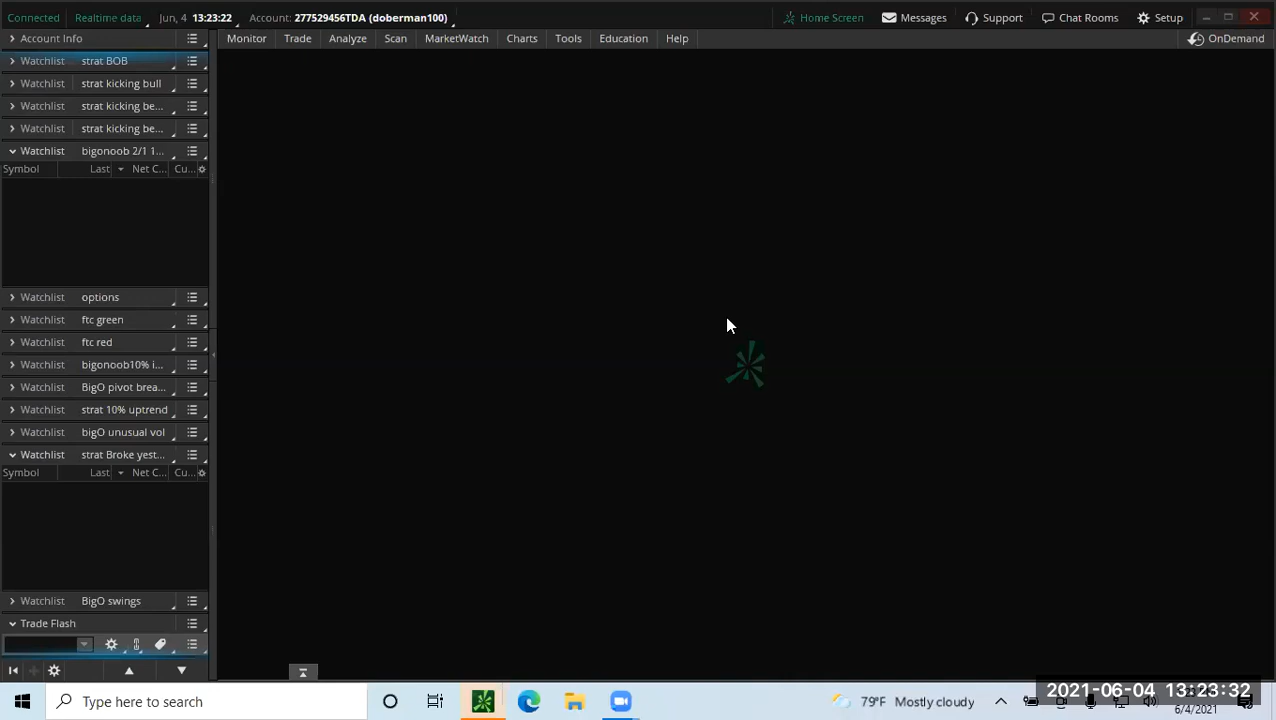 Connected Realtime data Jun, 4 13:23:22 Account: 277529456TDA (doberman100) Home Screen Messages Support Chat Rooms Setup
Account Info
Monitor Trade Analyze Scan MarketWatch Charts Tools Education Help OnDemand
Watchlist strat BOB
Watchlist strat kicking bull
Watchlist strat kicking be...
Watchlist strat kicking be...
Watchlist bigonoob 2/1 1...
Symbol Last Net C... Cu...
Watchlist options
Watchlist ftc green
Watchlist ftc red
Watchlist bigonoob10% i...
Watchlist BigO pivot brea...
Watchlist strat 10% uptrend
Watchlist bigO unusual vol
Watchlist strat Broke yest...
Symbol Last Net C... Cu...
Watchlist BigO swings
Trade Flash
Type here to search
79°F Mostly cloudy
2021-06-04 13:23:32
6/4/2021